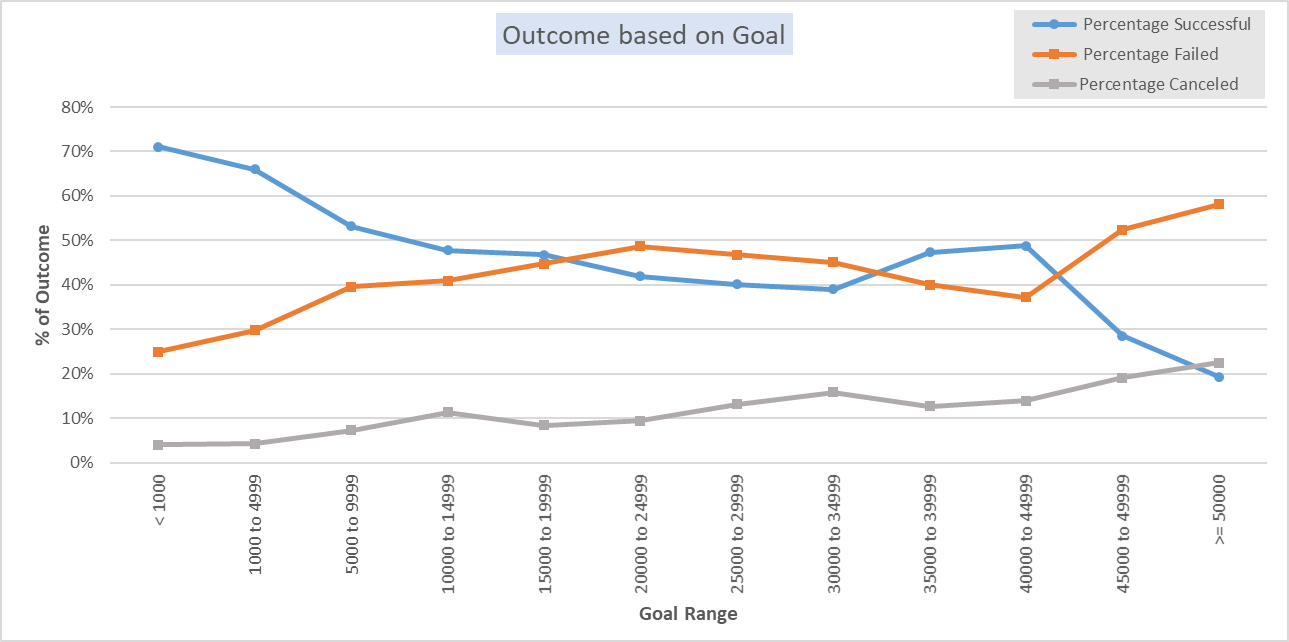 Outcome based on Goal
Percentage Successful
Percentage Failed
Percentage Canceled
% of Outcome
80%
70%
60%
50%
40%
30%
20%
10%
0%
< 1000
1000 to 4999
5000 to 9999
10000 to 14999
15000 to 19999
20000 to 24999
25000 to 29999
30000 to 34999
35000 to 39999
40000 to 44999
45000 to 49999
>= 50000
Goal Range